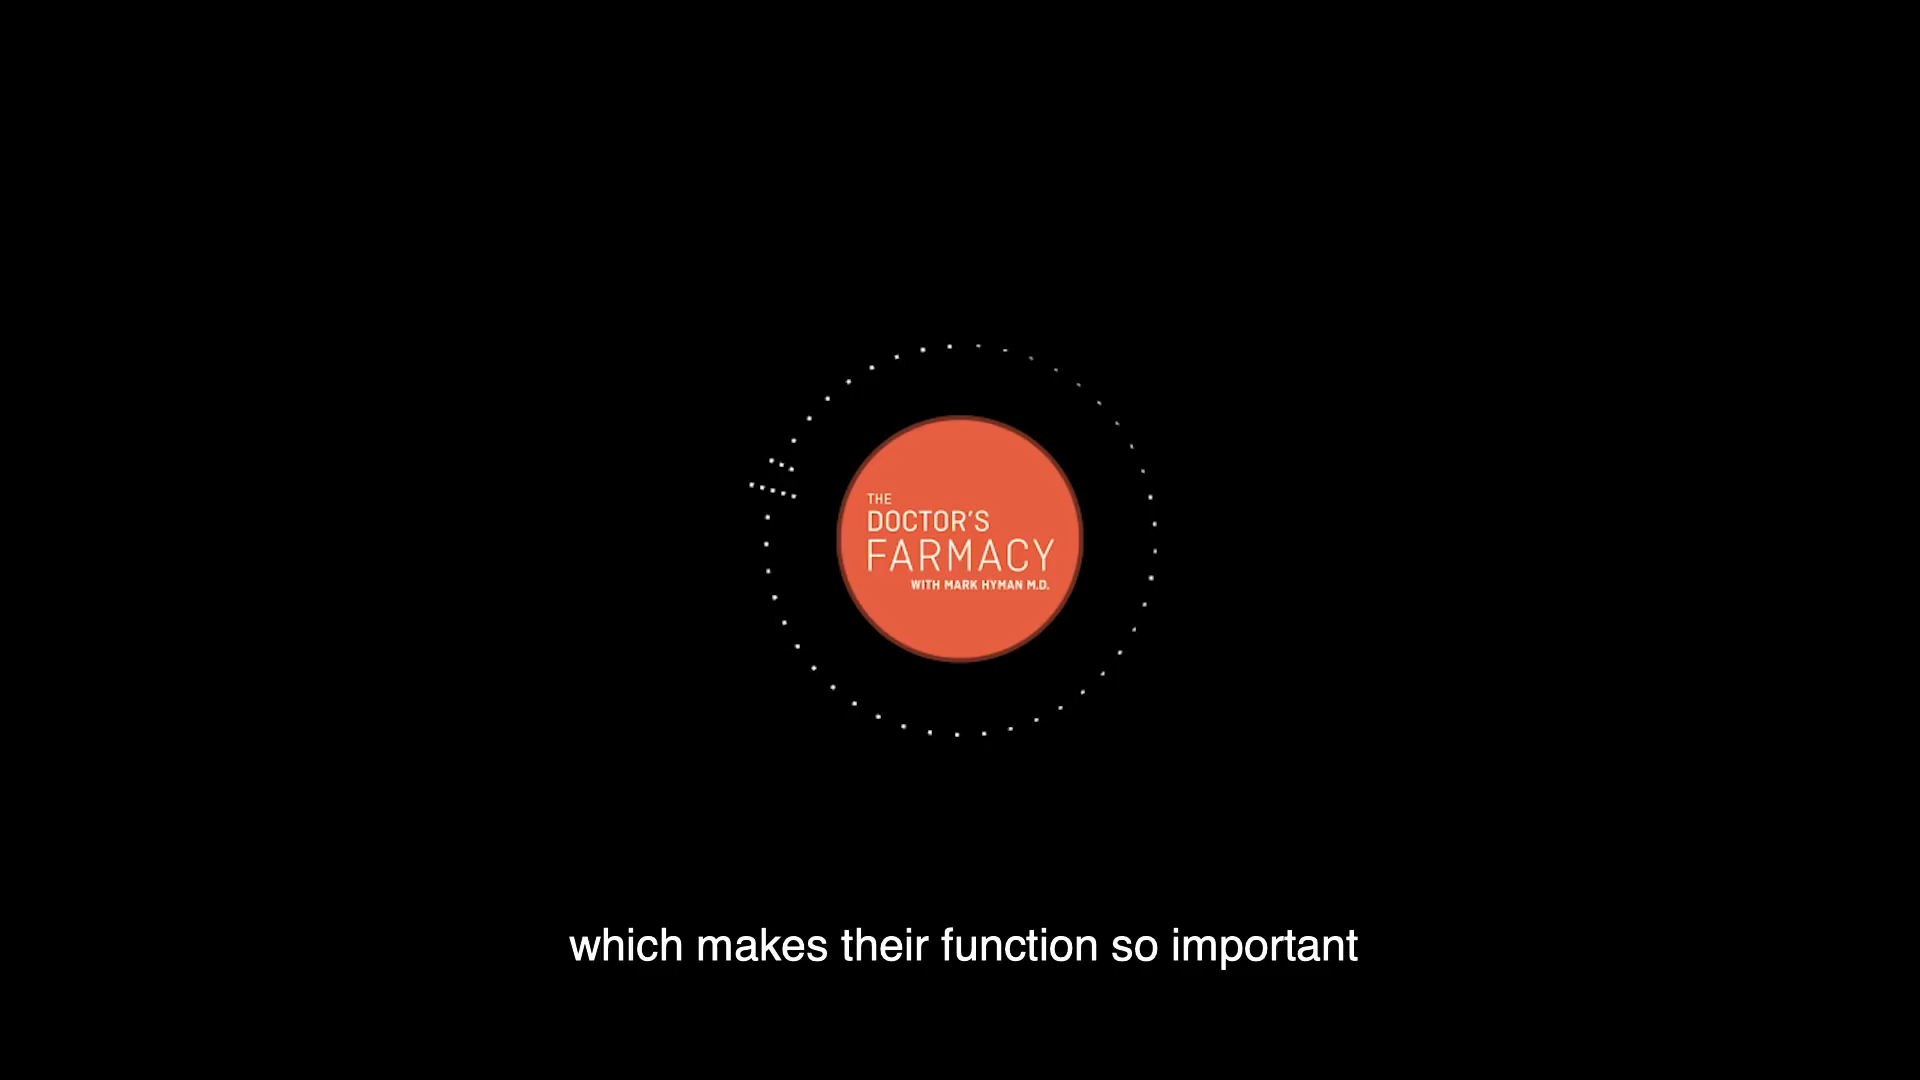 THE
DOCTOR'S
FARMACY
WITH MARK HYMAN M.D.
which makes their function so important